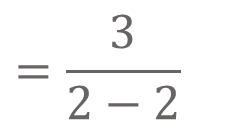 = 3 / (2 − 2)